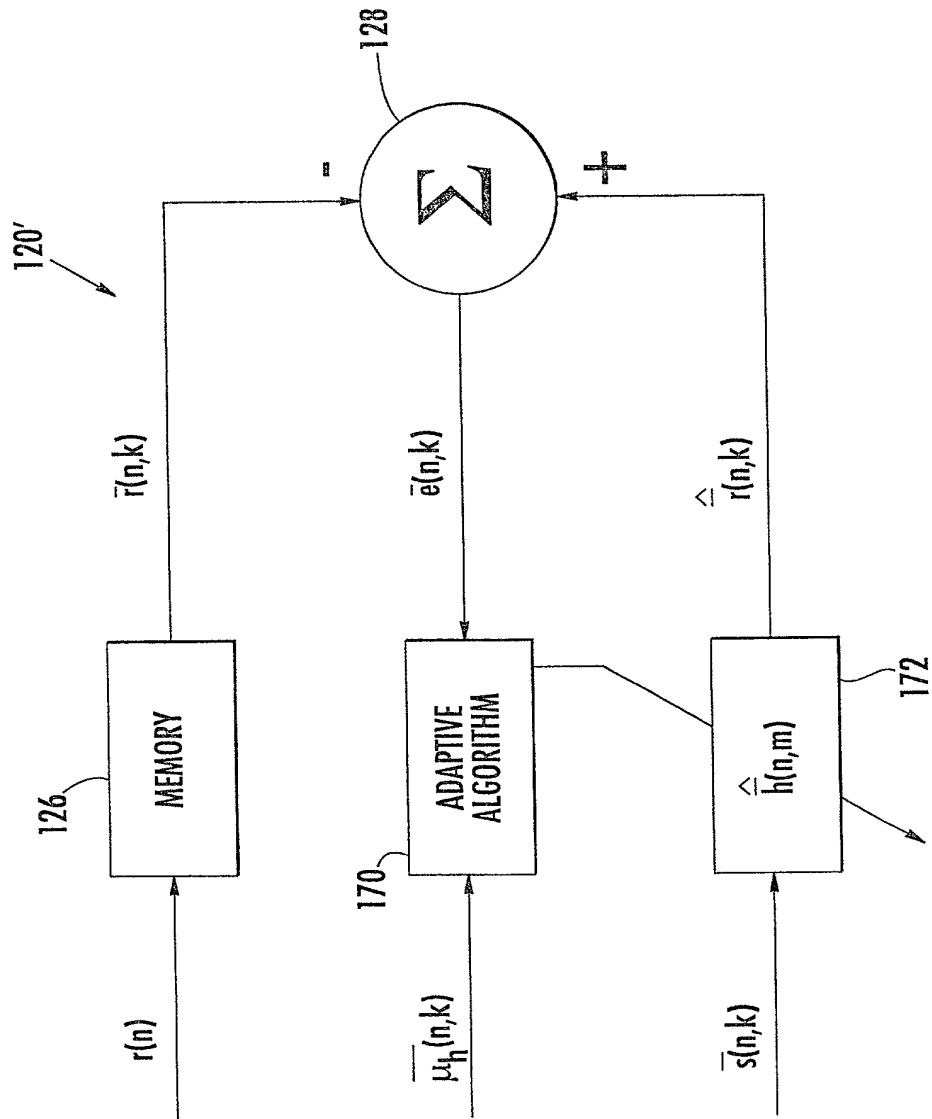 120′
r(n)
126
MEMORY
r̄(n,k)
-
128
Σ
μ̄h(n,k)
170
ADAPTIVE
ALGORITHM
ē(n,k)
s̄(n,k)
ĥ̄(n,m)
172
r̂̄(n,k)
+